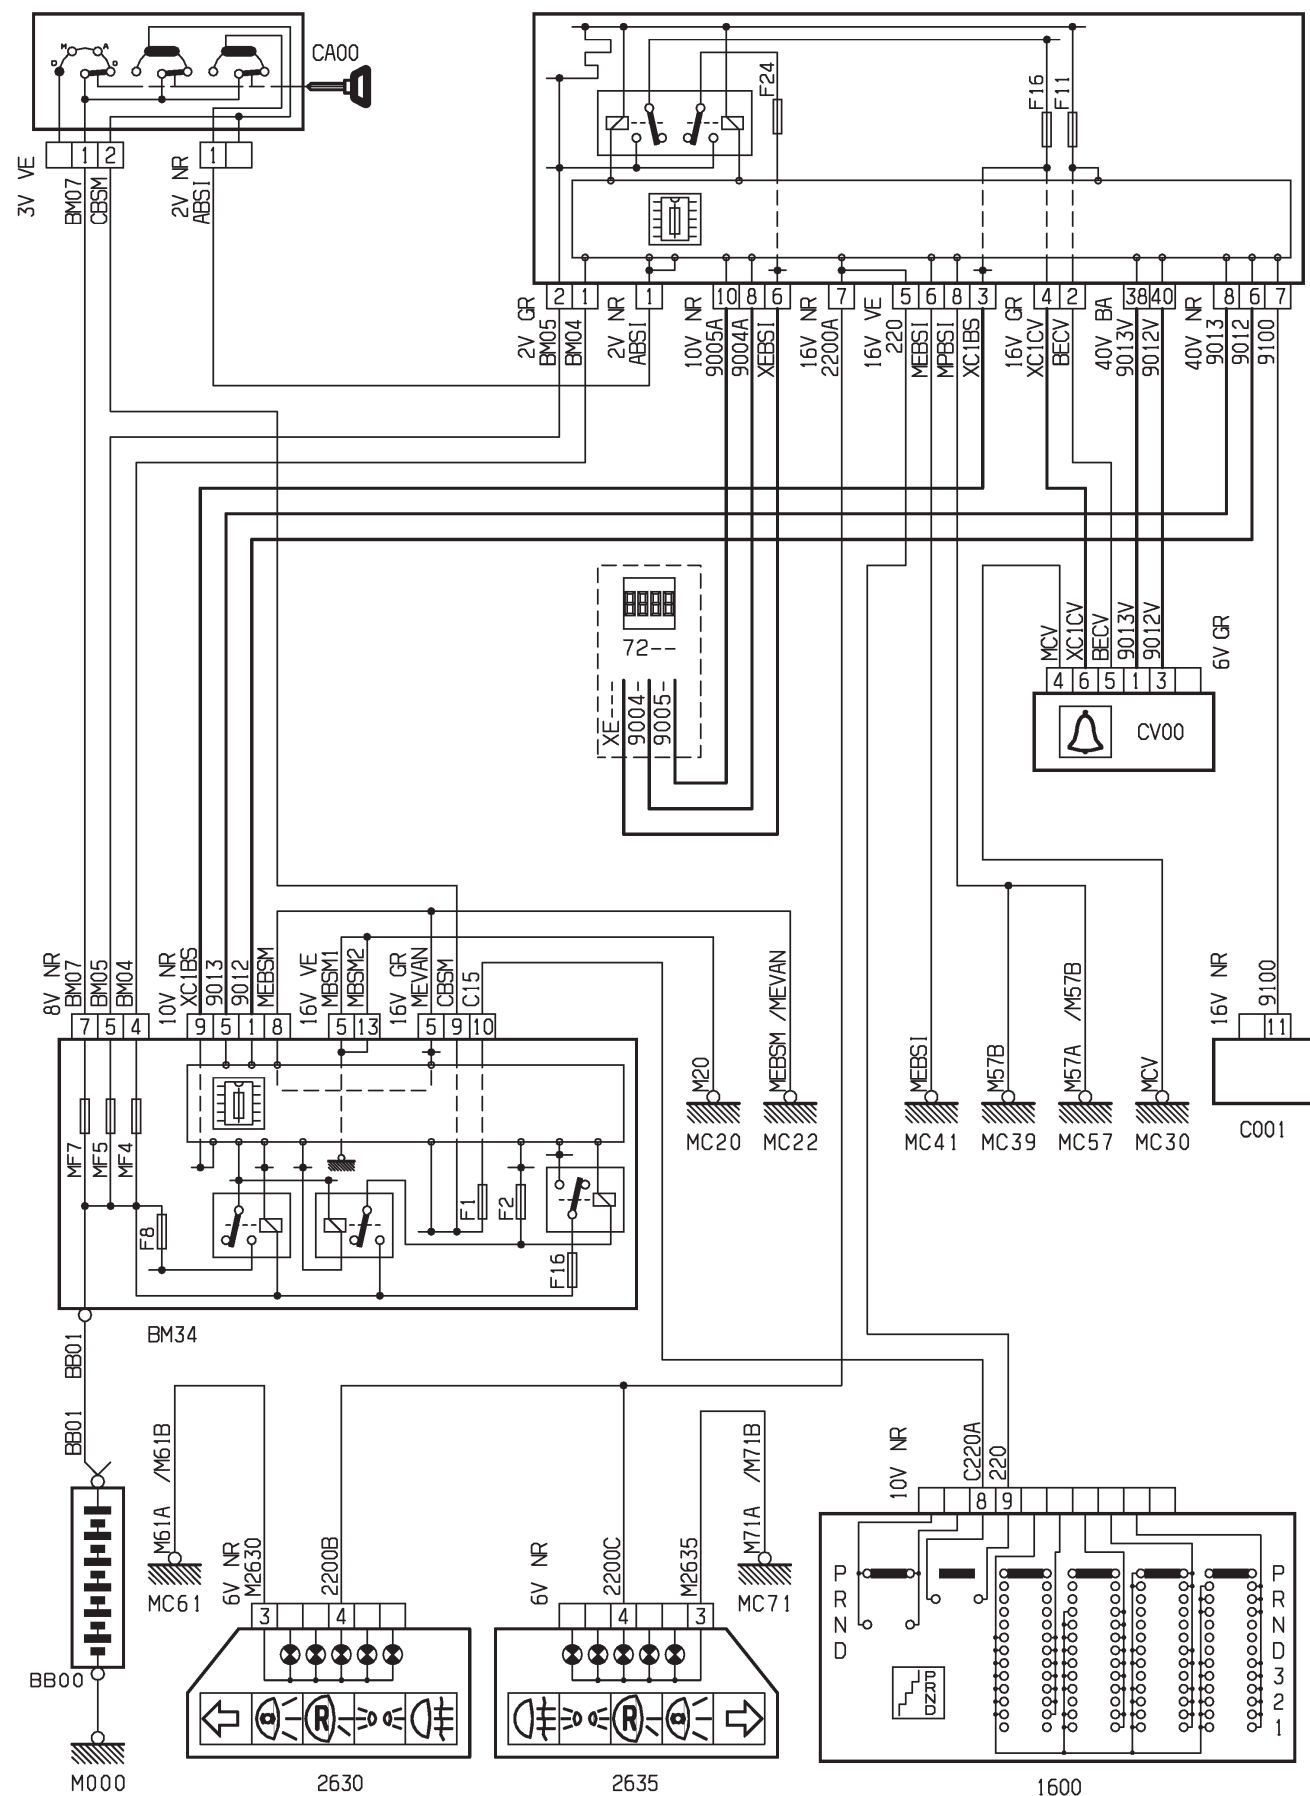 M A
D D
CA00
1 2
1
3V VE
BM07
CBSM
2V NR
ABSI
F24
F16
F11
2 1 1 10 8 6 7 5 6 8 3 4 2 38 40 8 6 7
2V GR
BM05
BM04
2V NR
ABSI
10V NR
9005A
9004A
XEBSI
16V NR
2200A
16V VE
220
MEBSI
MPBSI
XC1BS
16V GR
XC1CV
BECV
40V BA
9013V
9012V
40V NR
9013
9012
9100
72--
XE----
9004-
9005-
MCV
XC1CV
BECV
9013V
9012V
6V GR
4 6 5 1 3
CV00
8V NR
BM07
BM05
BM04
10V NR
XC1BS
9013
9012
MEBSM
16V VE
MBSM1
MBSM2
16V GR
MEVAN
CBSM
C15
7 5 4 9 5 1 8 5 13 5 9 10
MF7
MF5
MF4
F8
F1
F2
F16
BM34
M20
MEBSM /MEVAN
MEBSI
M57B
M57A /M57B
MCV
MC20
MC22
MC41
MC39
MC57
MC30
16V NR
9100
11
C001
BB01
BB01
BB00
M000
M61A /M61B
MC61
6V NR
M2630
2200B
3 4
R
2630
6V NR
2200C
M2635
4 3
R
2635
M71A /M71B
MC71
10V NR
C220A
220
8 9
P P
R R
N N
D D
3
2
1
P
R
N
D
1600